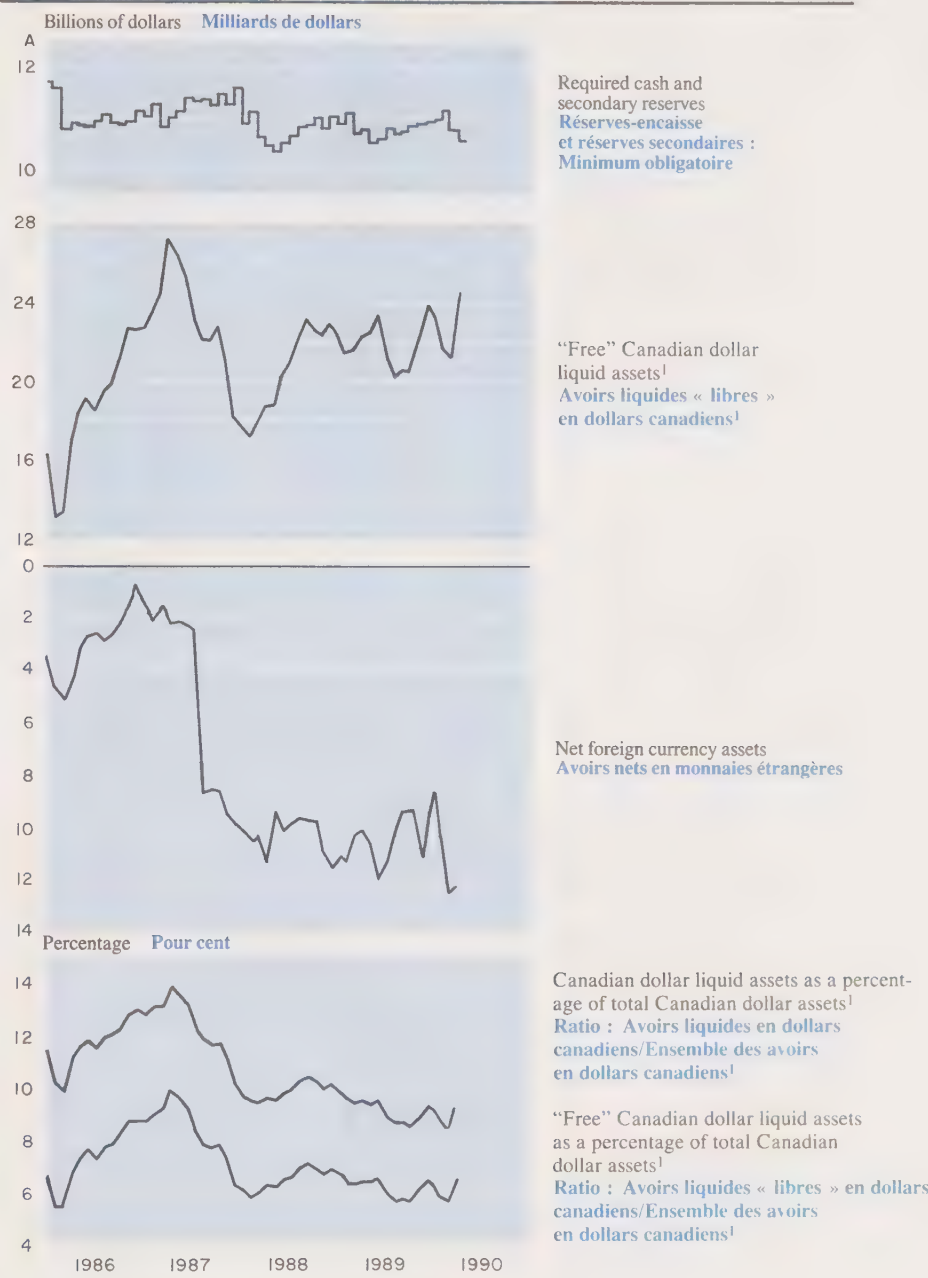 Billions of dollars Milliards de dollars
A
12
10
Required cash and
secondary reserves
Réserves-encaisse
et réserves secondaires :
Minimum obligatoire
28
24
20
16
12
"Free" Canadian dollar
liquid assets¹
Avoirs liquides « libres »
en dollars canadiens¹
0
2
4
6
8
10
12
14
Net foreign currency assets
Avoirs nets en monnaies étrangères
Percentage Pour cent
14
12
10
8
6
4
Canadian dollar liquid assets as a percent-
age of total Canadian dollar assets¹
Ratio : Avoirs liquides en dollars
canadiens/Ensemble des avoirs
en dollars canadiens¹
"Free" Canadian dollar liquid assets
as a percentage of total Canadian
dollar assets¹
Ratio : Avoirs liquides « libres » en dollars
canadiens/Ensemble des avoirs
en dollars canadiens¹
1986 1987 1988 1989 1990